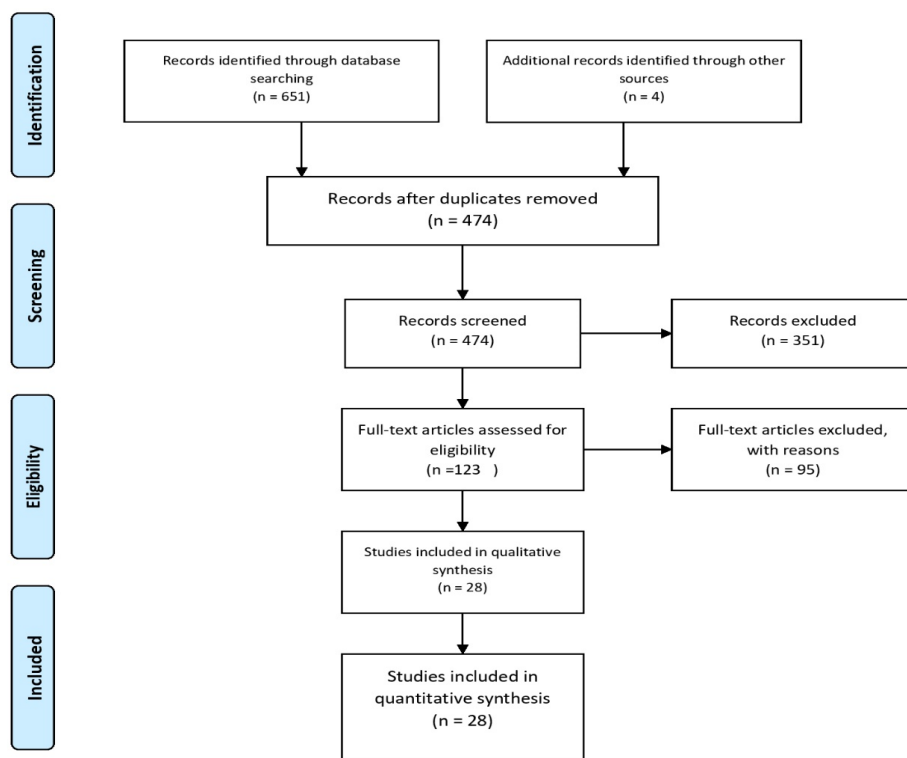 Identification
Records identified through database
searching
(n = 651)
Additional records identified through other
sources
(n = 4)
Records after duplicates removed
(n = 474)
Screening
Records screened
(n = 474)
Records excluded
(n = 351)
Eligibility
Full-text articles assessed for
eligibility
(n =123   )
Full-text articles excluded,
with reasons
(n = 95)
Studies included in qualitative
synthesis
(n = 28)
Included
Studies included in
quantitative synthesis
(n = 28)